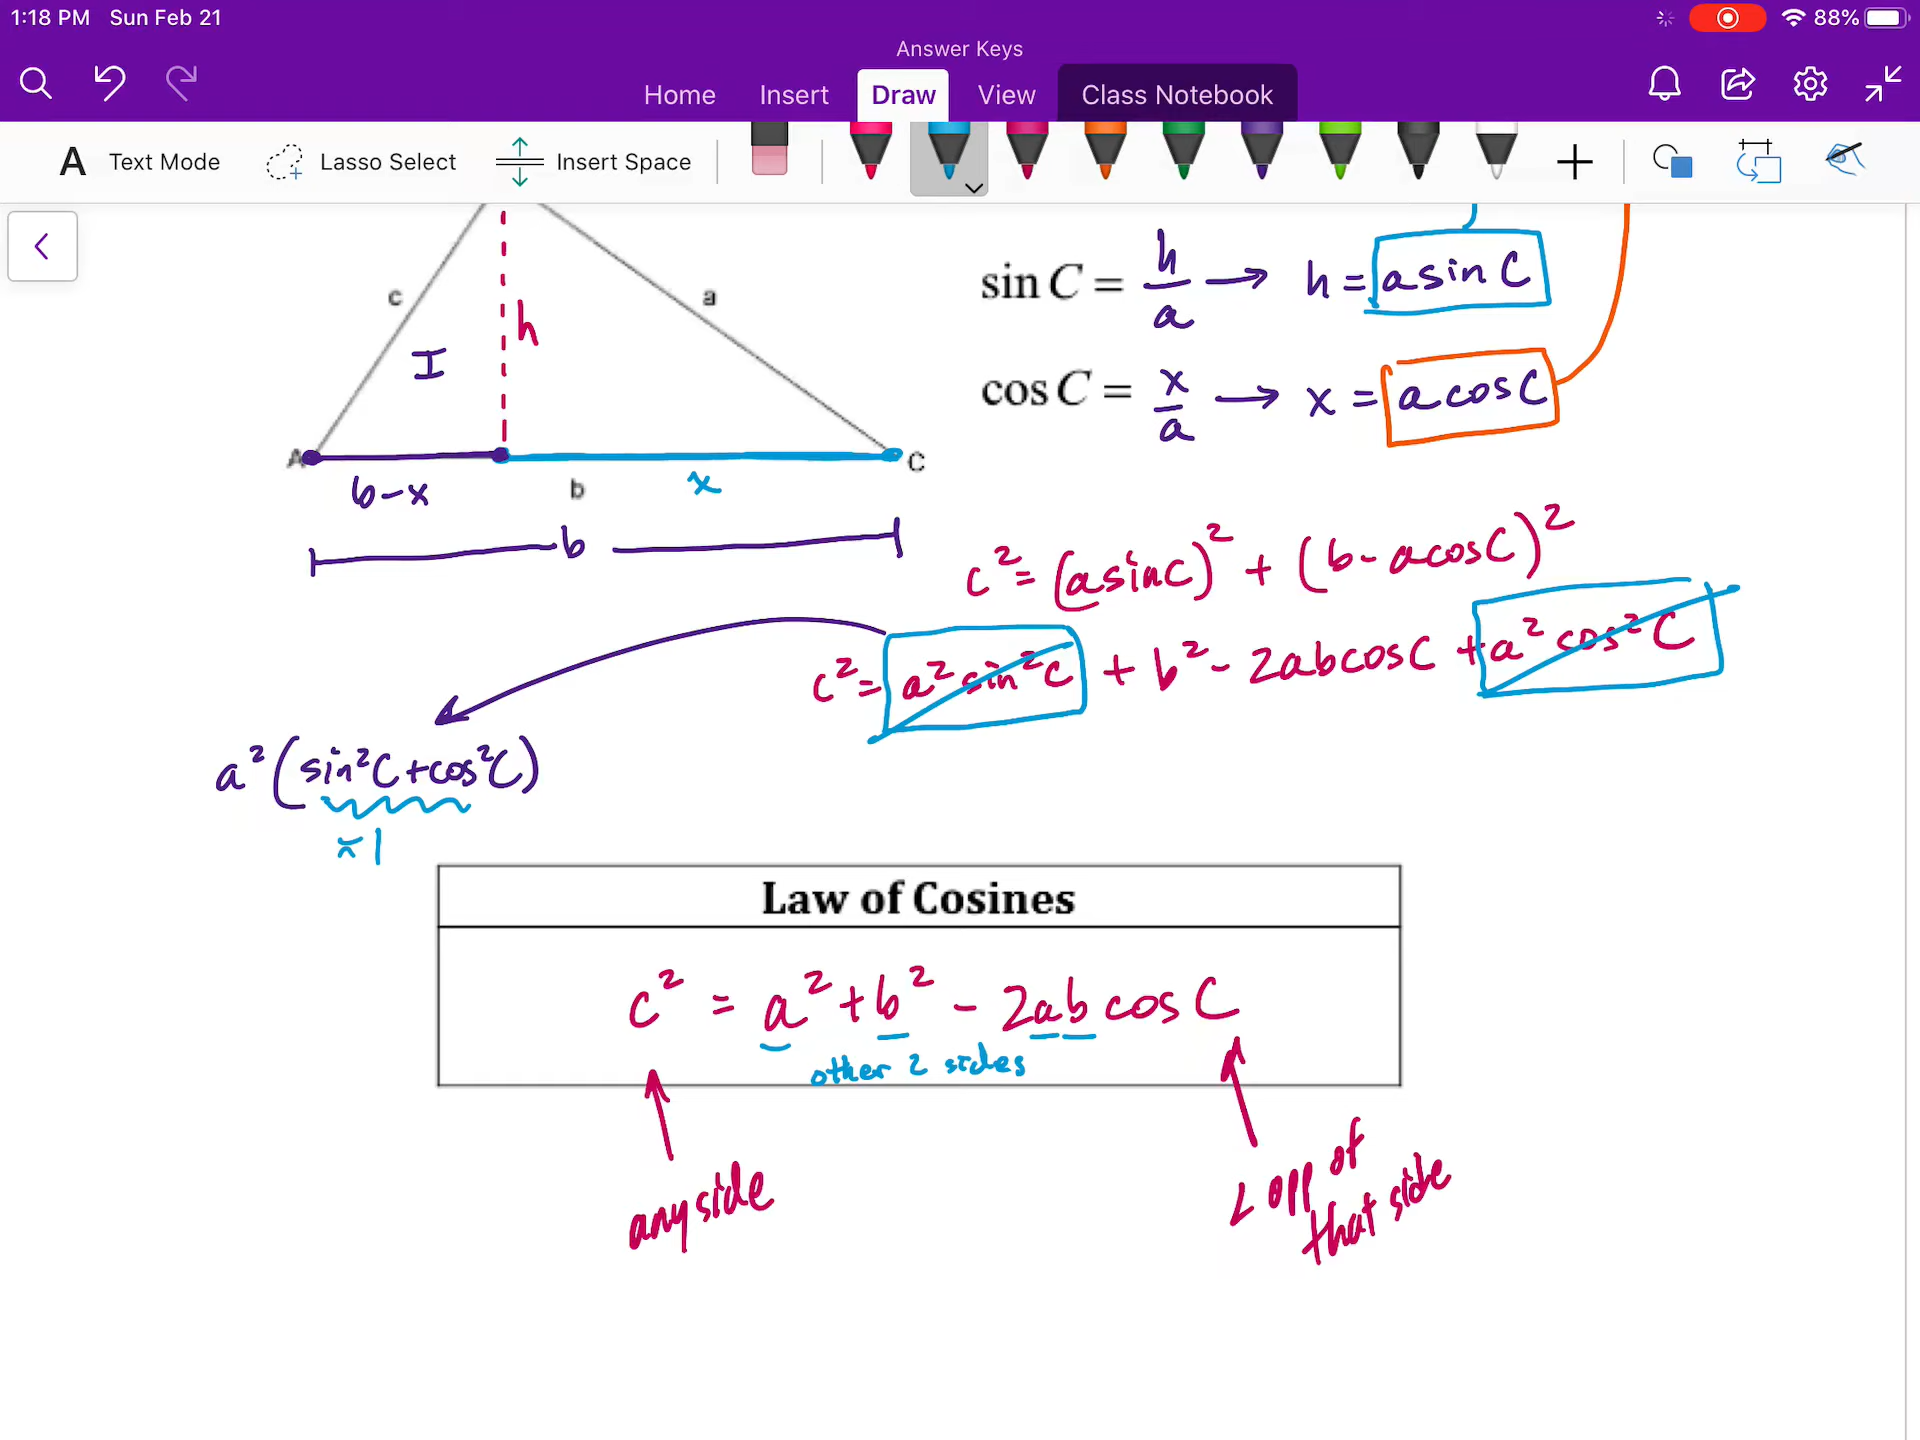 1:18 PM Sun Feb 21 88%
Answer Keys
Home Insert Draw View Class Notebook
A Text Mode Lasso Select Insert Space
c a
h
I
A C
b-x b x
b
sin C = h/a → h = a sin C
cos C = x/a → x = a cos C
c² = (a sin C)² + (b - a cos C)²
c² = a² sin² C + b² - 2ab cos C + a² cos² C
a² (sin² C + cos² C)
= 1
Law of Cosines
c² = a² + b² - 2ab cos C
other 2 sides
any side
∠ opp of
that side